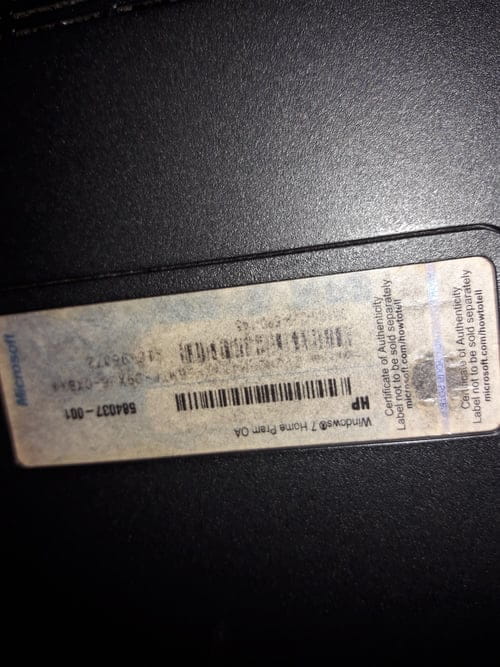 Windows® 7 Home Prem OA
HP
584037-001
Microsoft
Certificate of Authenticity
Label not to be sold separately
microsoft.com/howtotell
Certificate of Authenticity
Label not to be sold separately
microsoft.com/howtotell